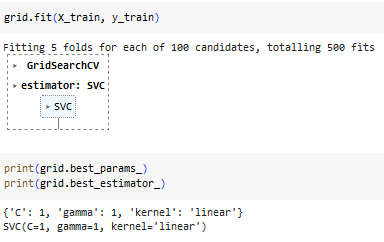 grid.fit(X_train, y_train)
Fitting 5 folds for each of 100 candidates, totalling 500 fits
▸ GridSearchCV
▸ estimator: SVC
▸ SVC
print(grid.best_params_)
print(grid.best_estimator_)
{'C': 1, 'gamma': 1, 'kernel': 'linear'}
SVC(C=1, gamma=1, kernel='linear')